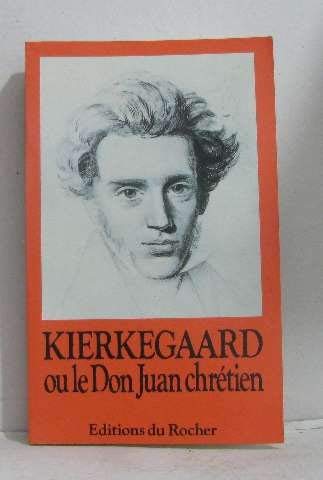 KIERKEGAARD
ou le Don Juan chrétien
Editions du Rocher